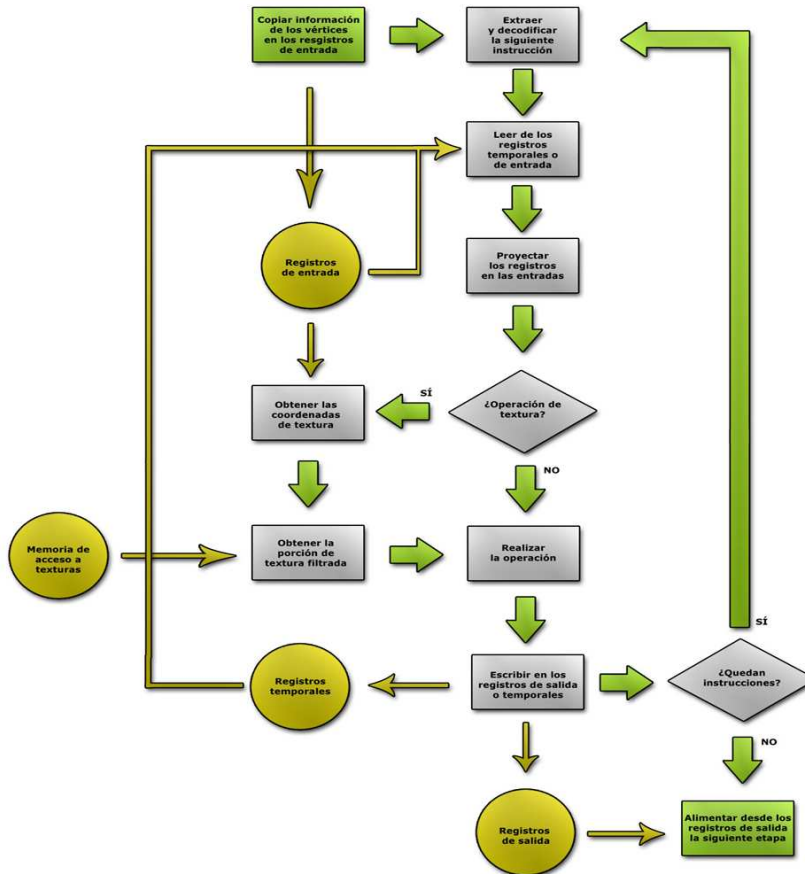 Copiar información
de los vértices
en los resgistros
de entrada
Extraer
y decodificar
la siguiente
instrucción
Leer de los
registros
temporales o
de entrada
Registros
de entrada
Proyectar
los registros
en las entradas
Obtener las
coordenadas
de textura
SÍ
¿Operación de
textura?
NO
Memoria de
acceso a
texturas
Obtener la
porción de
textura filtrada
Realizar
la operación
SÍ
Registros
temporales
Escribir en los
registros de salida
o temporales
¿Quedan
instrucciones?
NO
Registros
de salida
Alimentar desde los
registros de salida
la siguiente etapa